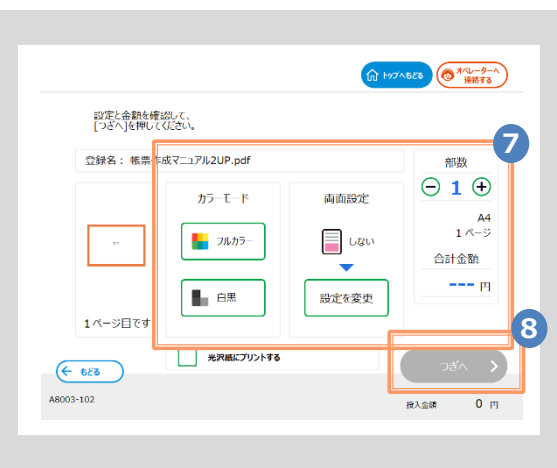 トップへもどる
オペレーターへ
連絡する
設定と金額を確認して、
[つぎへ]を押してください。
7
登録名： 帳票作成マニュアル2UP.pdf
部数
1
カラーモード
両面設定
A4
1 ページ
フルカラー
しない
合計金額
--- 円
白黒
設定を変更
1ページ目です
8
光沢紙にプリントする
つぎへ
もどる
A8003-102
投入金額 0 円